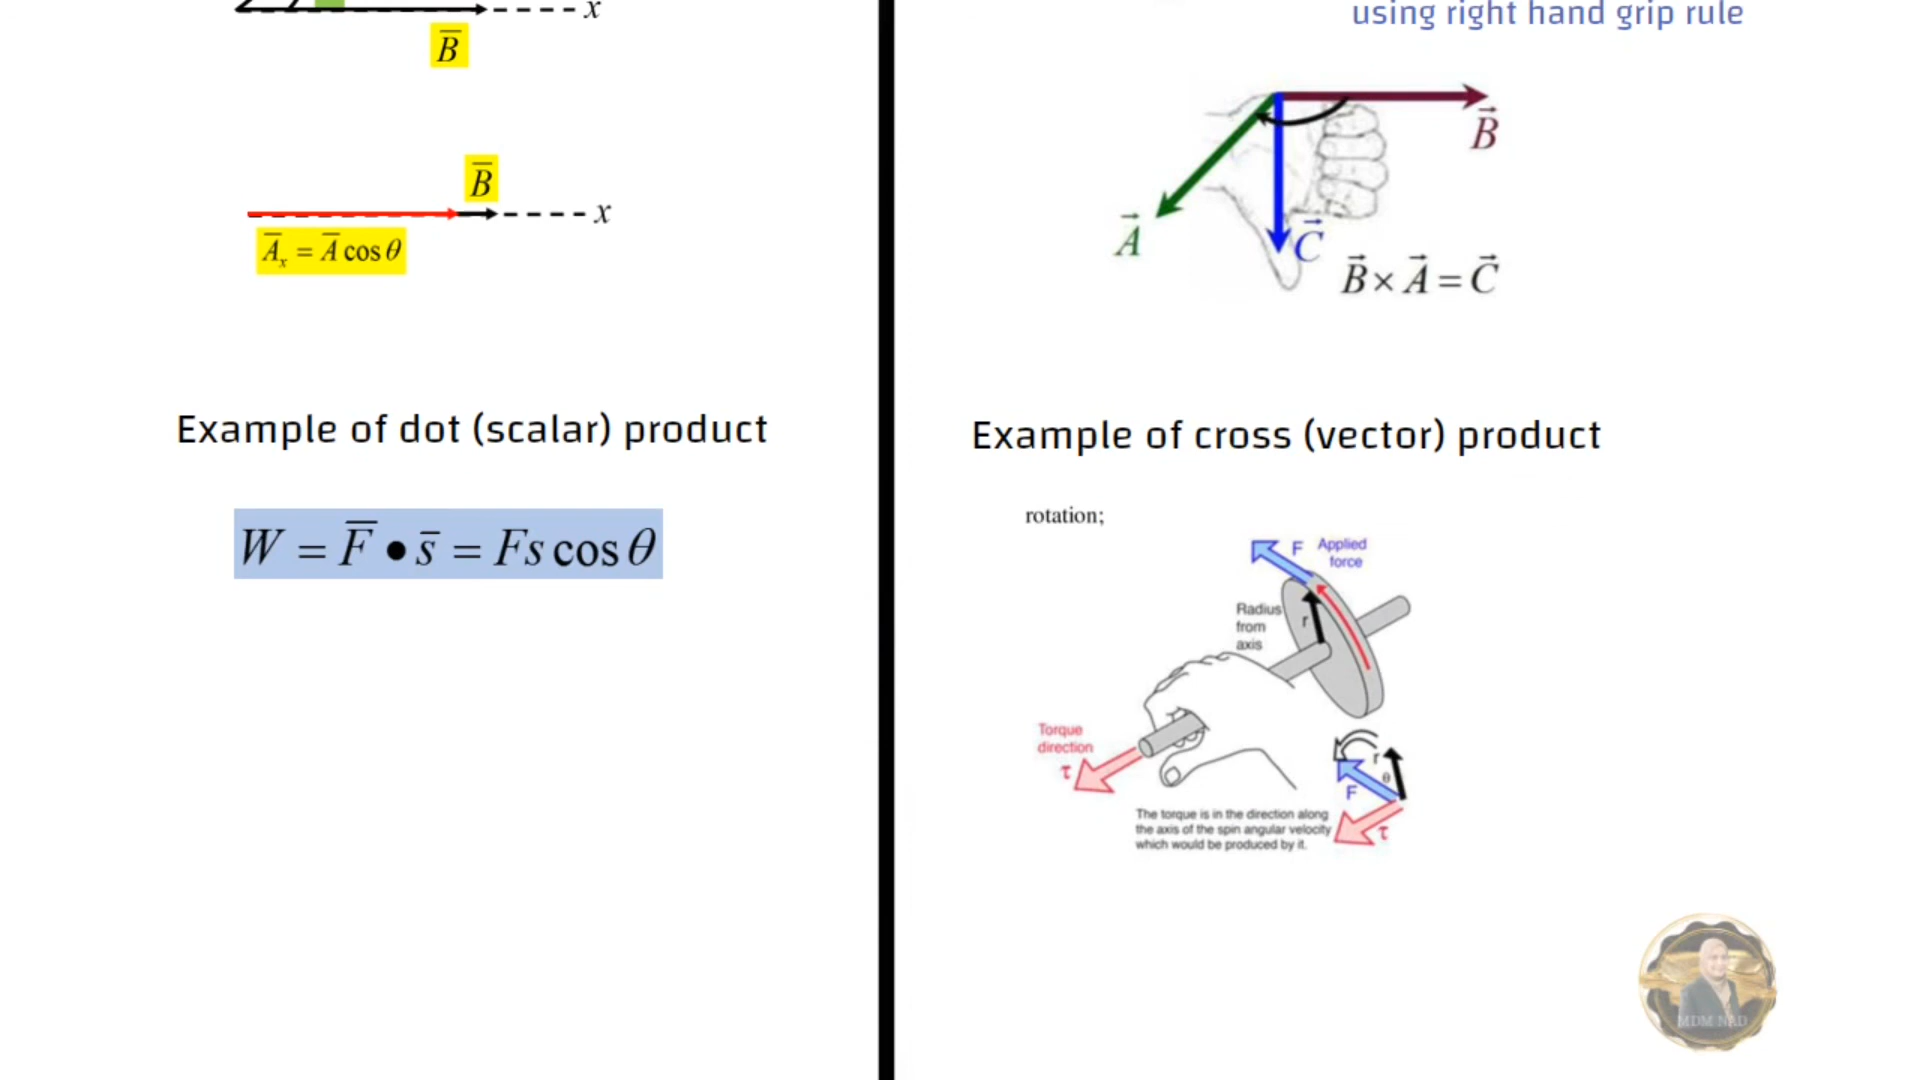 x
B̅
B̅
x
A̅ₓ = A̅ cos θ
Example of dot (scalar) product
W = F̅ • s̅ = Fs cos θ
using right hand grip rule
B⃗
A⃗
C⃗
B⃗ × A⃗ = C⃗
Example of cross (vector) product
rotation;
F Applied
force
Radius
from
axis
r
Torque
direction
τ
r
θ
F
τ
The torque is in the direction along
the axis of the spin angular velocity
which would be produced by it.
MDM NAD